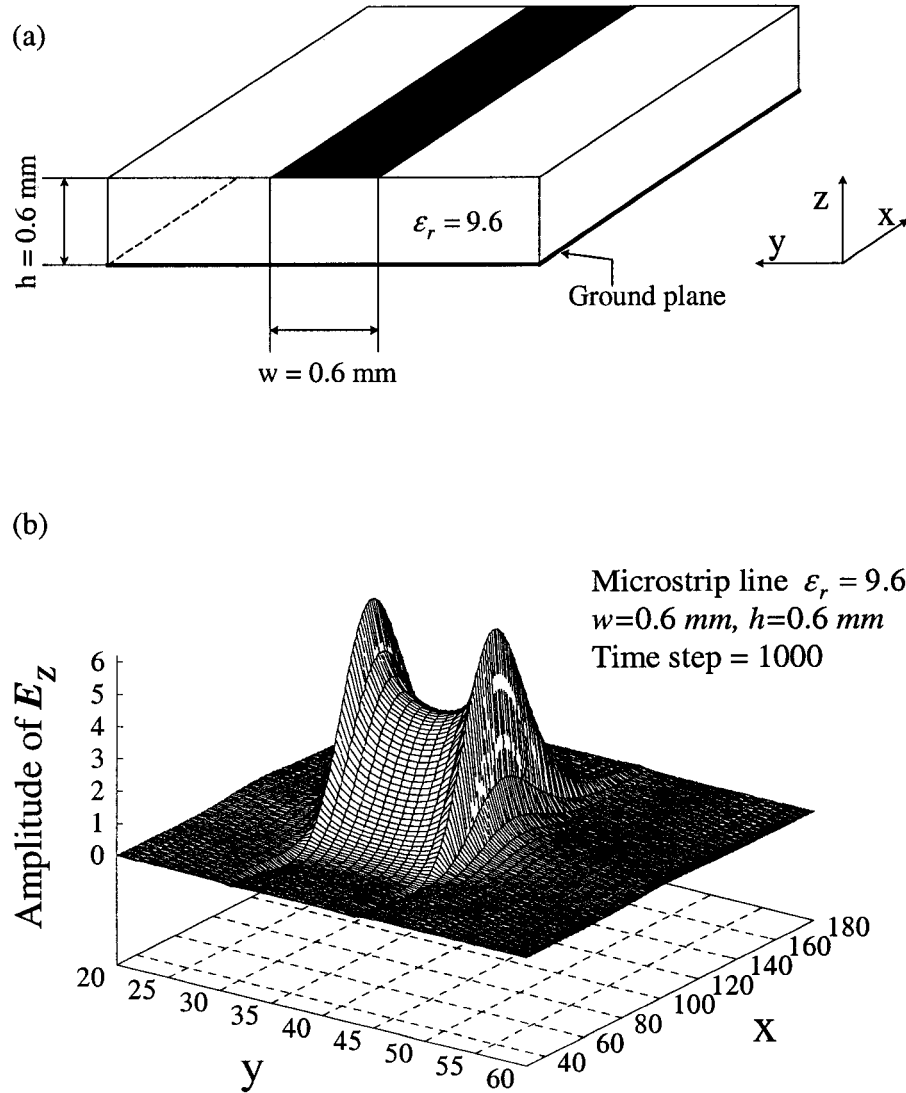 (a)
h = 0.6 mm
εr = 9.6
z
x
y
Ground plane
w = 0.6 mm
(b)
Microstrip line εr = 9.6
w=0.6 mm, h=0.6 mm
Time step = 1000
Amplitude of Ez
6
5
4
3
2
1
0
20
25
30
35
40
45
50
55
60
y
40
60
80
100
120
140
160
180
x